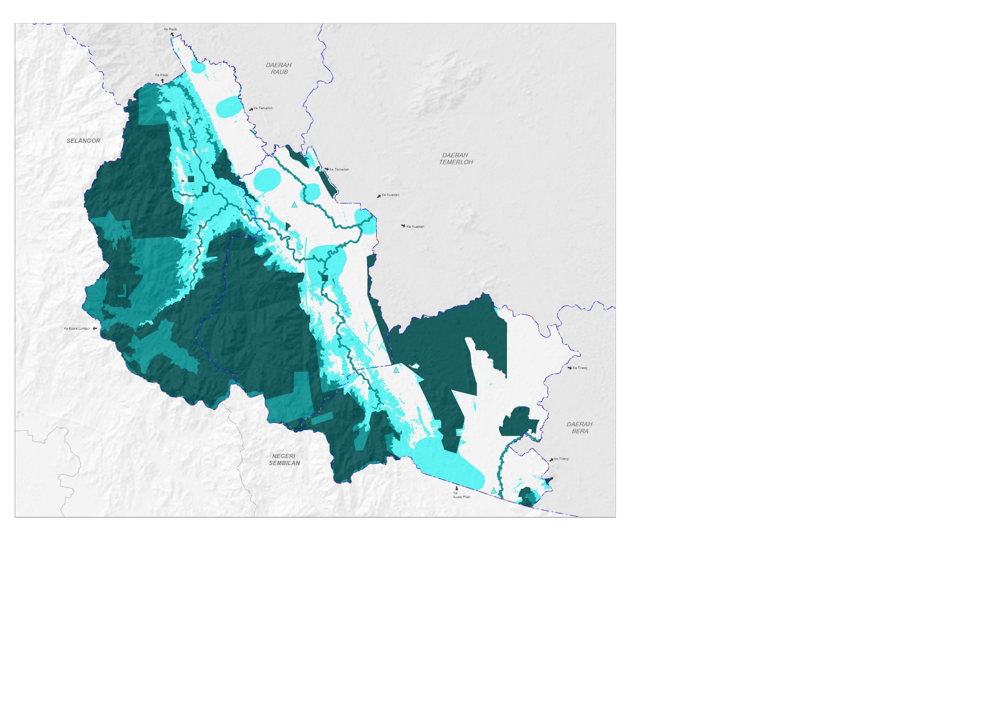 Ke Raub
DAERAH
RAUB
Ke Raub
Ke Temerloh
SELANGOR
DAERAH
TEMERLOH
Ke Temerloh
Ke Kuantan
Ke Kuantan
Ke Kuala Lumpur
Ke Triang
DAERAH
BERA
NEGERI
SEMBILAN
Ke Triang
Ke
Kuala Pilah